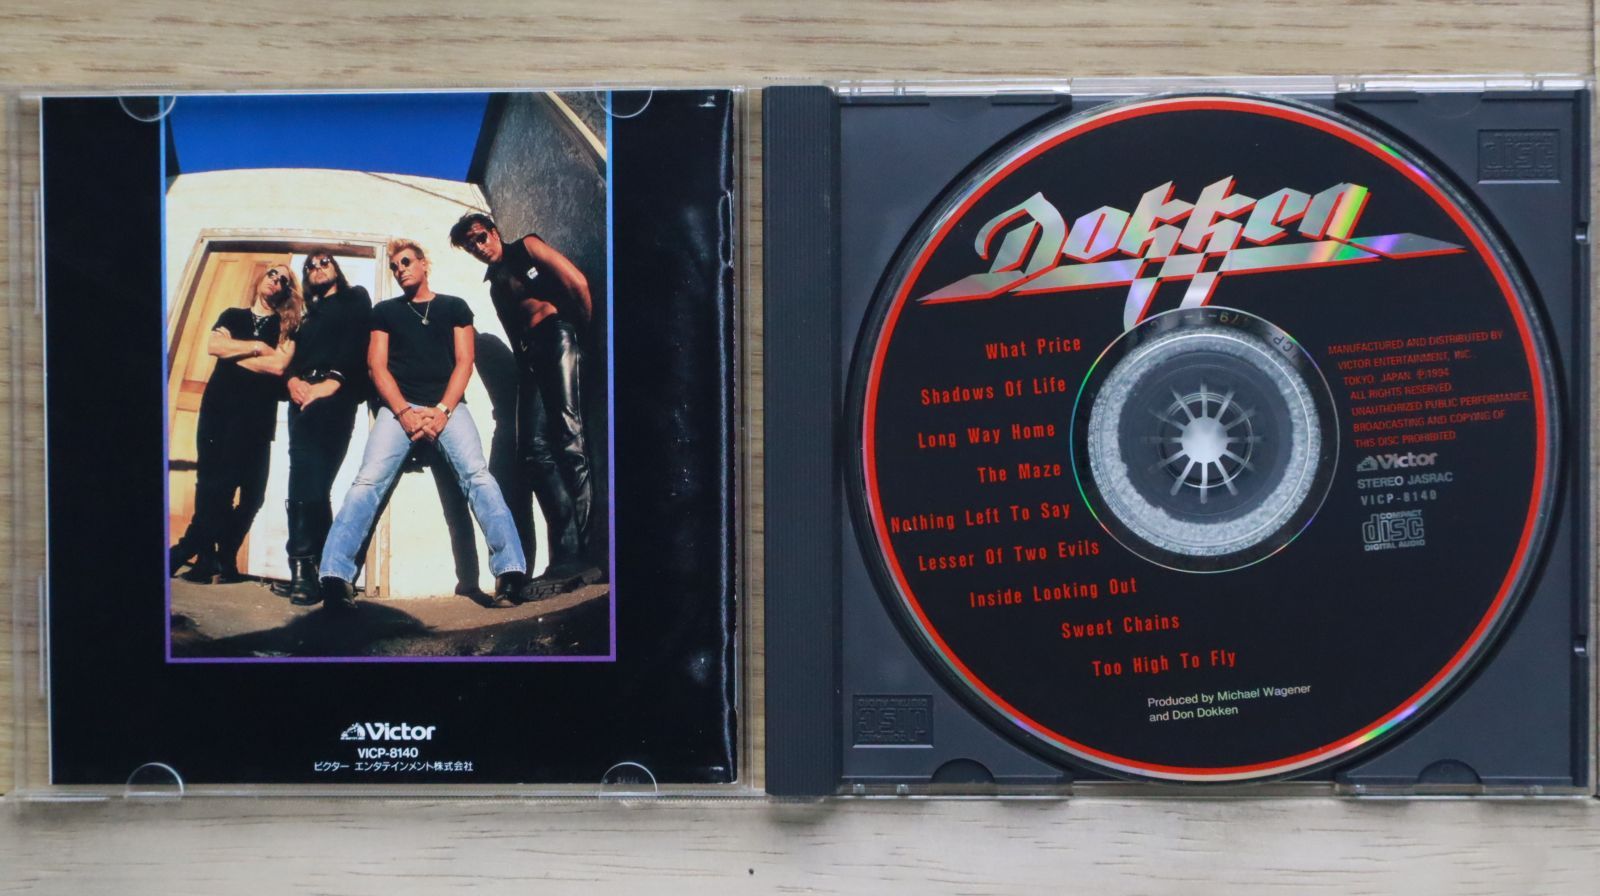 Victor
VICP-8140
ビクター エンタテインメント株式会社
Dokken
What Price
Shadows Of Life
Long Way Home
The Maze
Nothing Left To Say
Lesser Of Two Evils
Inside Looking Out
Sweet Chains
Too High To Fly
Produced by Michael Wagener
and Don Dokken
MANUFACTURED AND DISTRIBUTED BY
VICTOR ENTERTAINMENT, INC.,
TOKYO. JAPAN. ℗1994
ALL RIGHTS RESERVED.
UNAUTHORIZED PUBLIC PERFORMANCE
BROADCASTING AND COPYING OF
THIS DISC PROHIBITED.
Victor
STEREO JASRAC
VICP-8140
COMPACT
disc
DIGITAL AUDIO